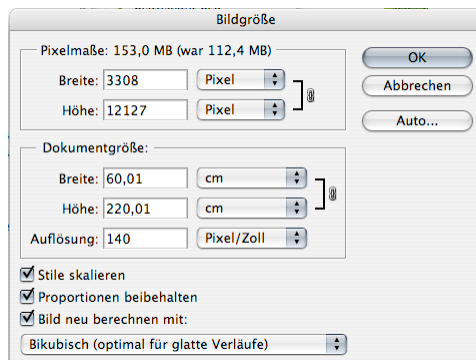 Bildgröße
Pixelmaße: 153,0 MB (war 112,4 MB)
Breite: 3308 Pixel
Höhe: 12127 Pixel
OK
Abbrechen
Auto...
Dokumentgröße:
Breite: 60,01 cm
Höhe: 220,01 cm
Auflösung: 140 Pixel/Zoll
Stile skalieren
Proportionen beibehalten
Bild neu berechnen mit:
Bikubisch (optimal für glatte Verläufe)